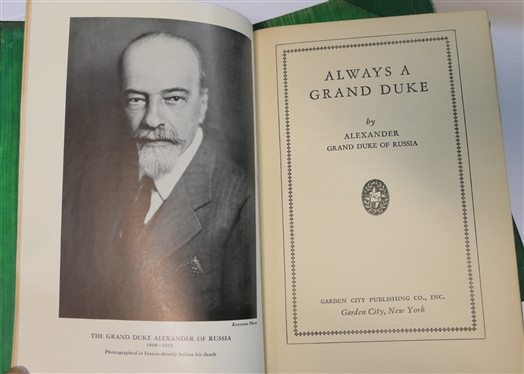 Keystone Photo
THE GRAND DUKE ALEXANDER OF RUSSIA
1866-1933
Photographed in France shortly before his death
ALWAYS A
GRAND DUKE
by
ALEXANDER
GRAND DUKE OF RUSSIA
GARDEN CITY PUBLISHING CO., INC.
Garden City, New York